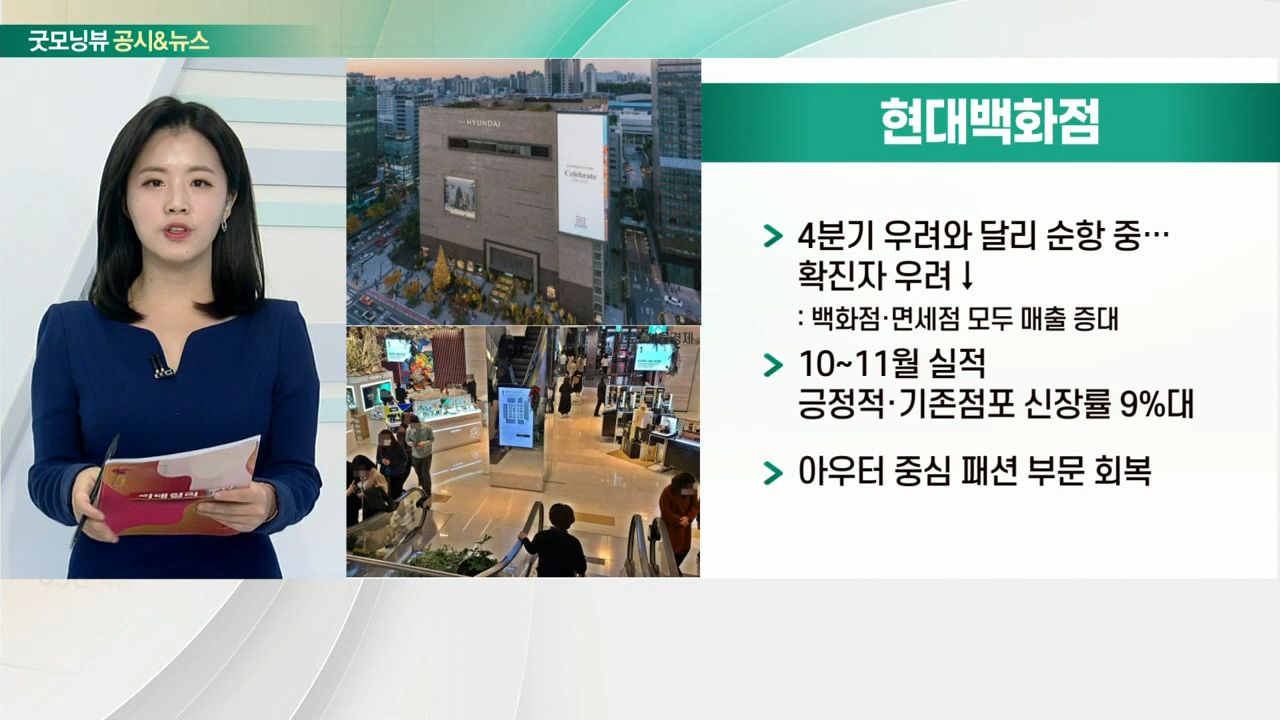 굿모닝뷰 공시&뉴스
HYUNDAI
Celebrate
현대백화점
4분기 우려와 달리 순항 중…
확진자 우려↓
: 백화점·면세점 모두 매출 증대
10~11월 실적
긍정적·기존점포 신장률 9%대
아우터 중심 패션 부문 회복